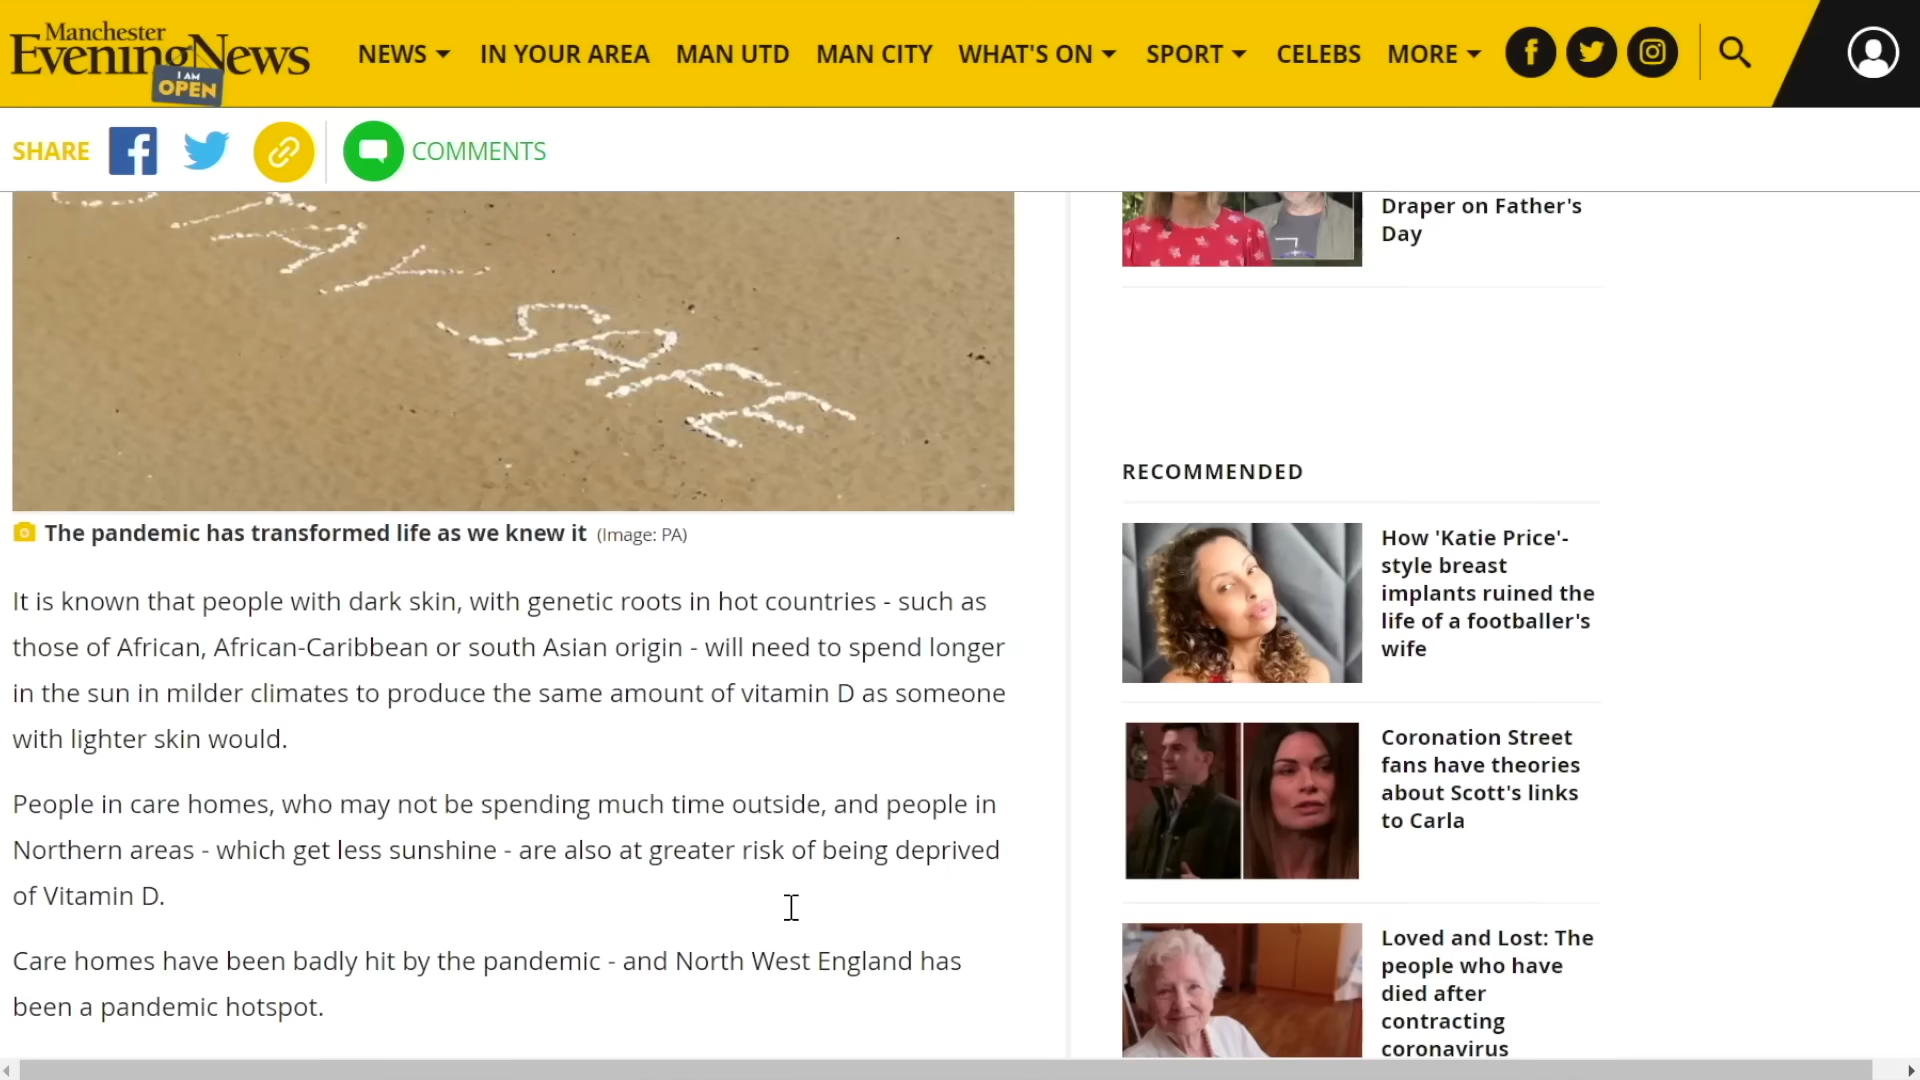 Manchester
Evening News
I AM
OPEN
NEWS
IN YOUR AREA
MAN UTD
MAN CITY
WHAT'S ON
SPORT
CELEBS
MORE
SHARE
COMMENTS
STAY SAFE
The pandemic has transformed life as we knew it (Image: PA)
It is known that people with dark skin, with genetic roots in hot countries - such as
those of African, African-Caribbean or south Asian origin - will need to spend longer
in the sun in milder climates to produce the same amount of vitamin D as someone
with lighter skin would.
People in care homes, who may not be spending much time outside, and people in
Northern areas - which get less sunshine - are also at greater risk of being deprived
of Vitamin D.
Care homes have been badly hit by the pandemic - and North West England has
been a pandemic hotspot.
Draper on Father's
Day
RECOMMENDED
How 'Katie Price'-
style breast
implants ruined the
life of a footballer's
wife
Coronation Street
fans have theories
about Scott's links
to Carla
Loved and Lost: The
people who have
died after
contracting
coronavirus